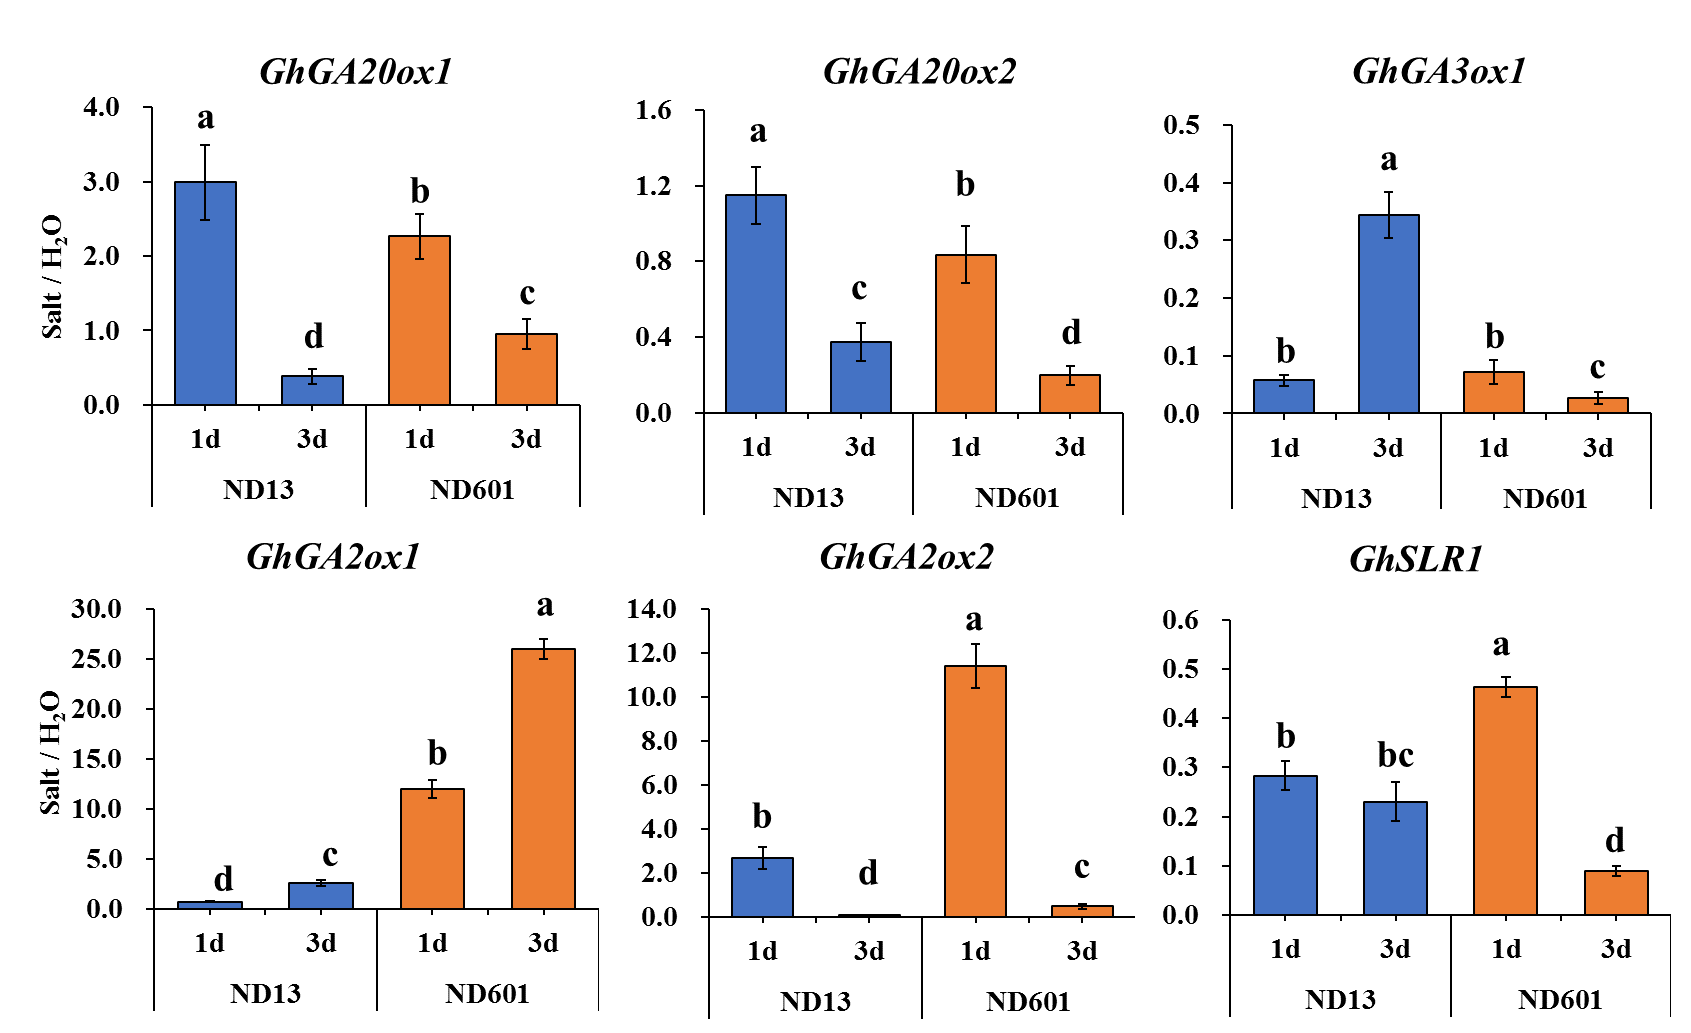 GhGA20ox1
4.0
3.0
2.0
1.0
0.0
Salt / H₂O
a
d
b
c
1d 3d 1d 3d
ND13 ND601
GhGA20ox2
1.6
1.2
0.8
0.4
0.0
a
c
b
d
1d 3d 1d 3d
ND13 ND601
GhGA3ox1
0.5
0.4
0.3
0.2
0.1
0.0
b
a
b
c
1d 3d 1d 3d
ND13 ND601
GhGA2ox1
30.0
25.0
20.0
15.0
10.0
5.0
0.0
Salt / H₂O
d
c
b
a
1d 3d 1d 3d
ND13 ND601
GhGA2ox2
14.0
12.0
10.0
8.0
6.0
4.0
2.0
0.0
b
d
a
c
1d 3d 1d 3d
ND13 ND601
GhSLR1
0.6
0.5
0.4
0.3
0.2
0.1
0.0
b
bc
a
d
1d 3d 1d 3d
ND13 ND601